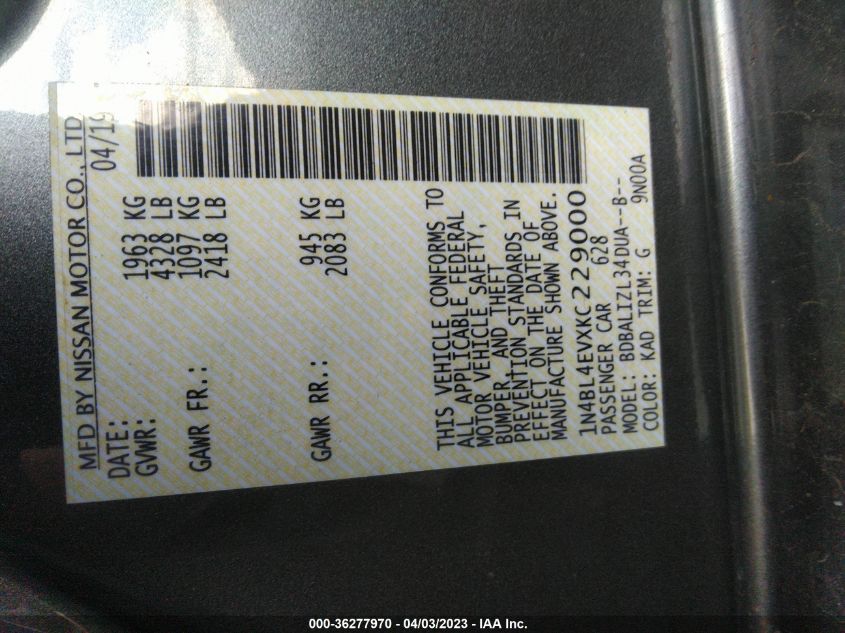 MFD BY NISSAN MOTOR CO., LTD
DATE: 04/19
GVWR: 1963 KG
4328 LB
GAWR FR.: 1097 KG
2418 LB
GAWR RR.: 945 KG
2083 LB
THIS VEHICLE CONFORMS TO
ALL APPLICABLE FEDERAL
MOTOR VEHICLE SAFETY,
BUMPER, AND THEFT
PREVENTION STANDARDS IN
EFFECT ON THE DATE OF
MANUFACTURE SHOWN ABOVE.
1N4BL4EVXKC229000
PASSENGER CAR 628
MODEL: BDBALIZL34DUA--B--
COLOR: KAD TRIM: G 9N00A
000-36277970 - 04/03/2023 - IAA Inc.